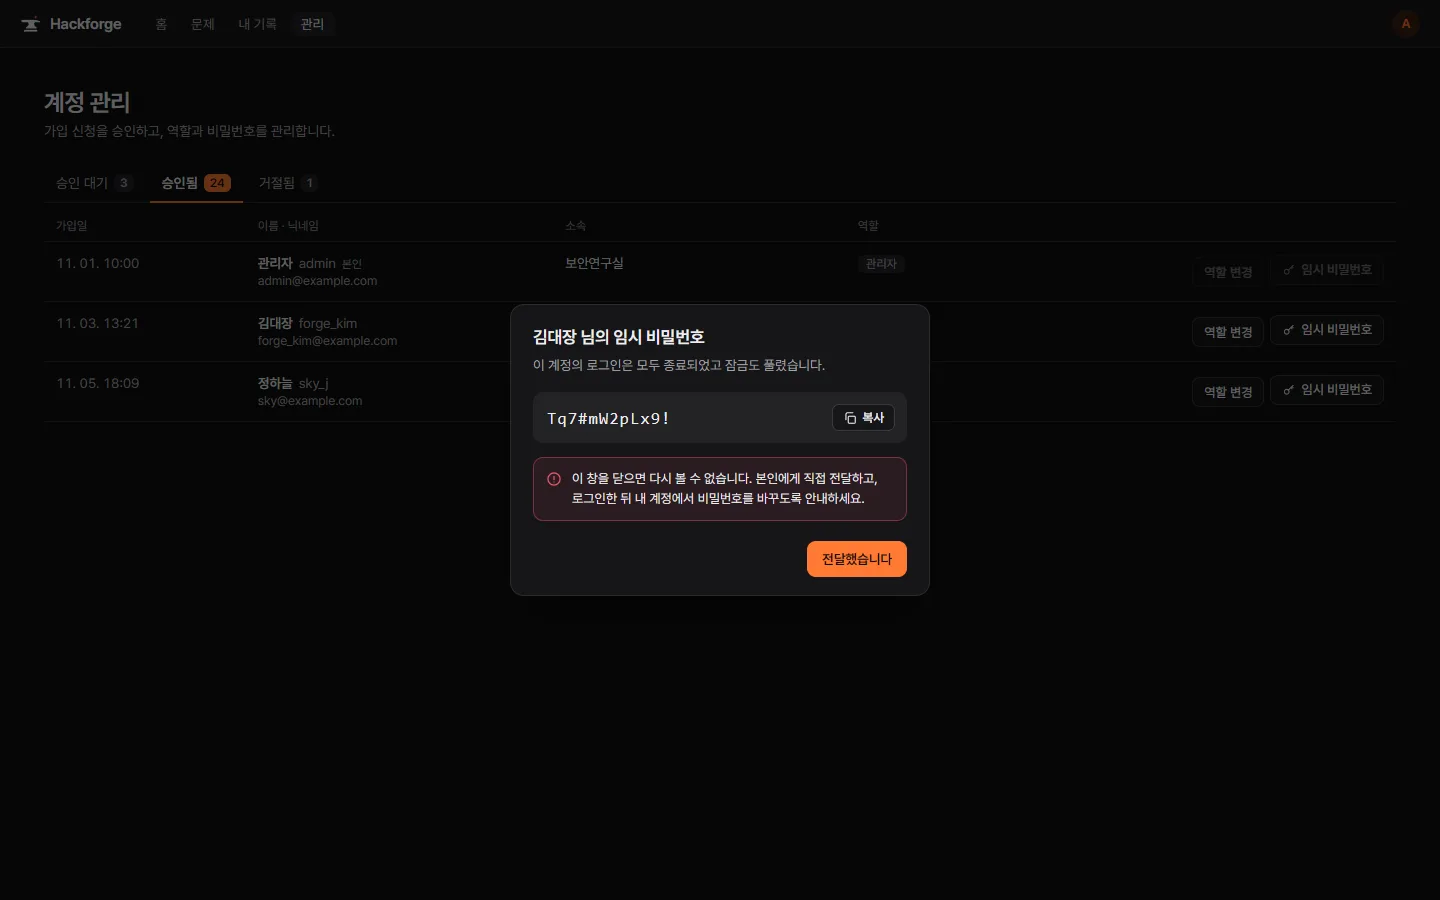 Hackforge
홈
문제
내 기록
관리
A
계정 관리
가입 신청을 승인하고, 역할과 비밀번호를 관리합니다.
승인 대기 3
승인됨 24
거절됨 1
가입일
이름 · 닉네임
소속
역할
11. 01. 10:00
관리자 admin 본인
admin@example.com
보안연구실
관리자
역할 변경
임시 비밀번호
11. 03. 13:21
김대장 forge_kim
forge_kim@example.com
역할 변경
임시 비밀번호
11. 05. 18:09
정하늘 sky_j
sky@example.com
역할 변경
임시 비밀번호
김대장 님의 임시 비밀번호
이 계정의 로그인은 모두 종료되었고 잠금도 풀렸습니다.
Tq7#mW2pLx9!
복사
이 창을 닫으면 다시 볼 수 없습니다. 본인에게 직접 전달하고,
로그인한 뒤 내 계정에서 비밀번호를 바꾸도록 안내하세요.
전달했습니다